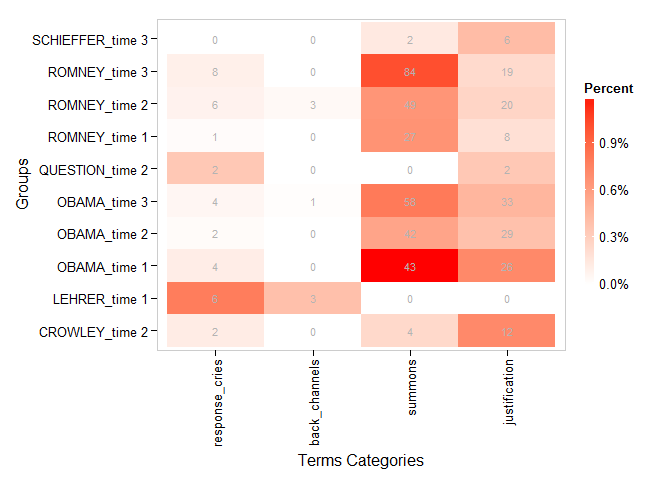 SCHIEFFER_time 3 0 0 2 6
ROMNEY_time 3 8 0 84 19
ROMNEY_time 2 6 3 20
ROMNEY_time 1 1 0 27 8
QUESTION_time 2 2 0 0 2
OBAMA_time 3 4 1 58 33
OBAMA_time 2 2 0 42 29
OBAMA_time 1 4 0 43 26
LEHRER_time 1 6 3 0 0
CROWLEY_time 2 2 0 4 12
Groups
response_cries
back_channels
summons
justification
Terms Categories
Percent
0.9%
0.6%
0.3%
0.0%